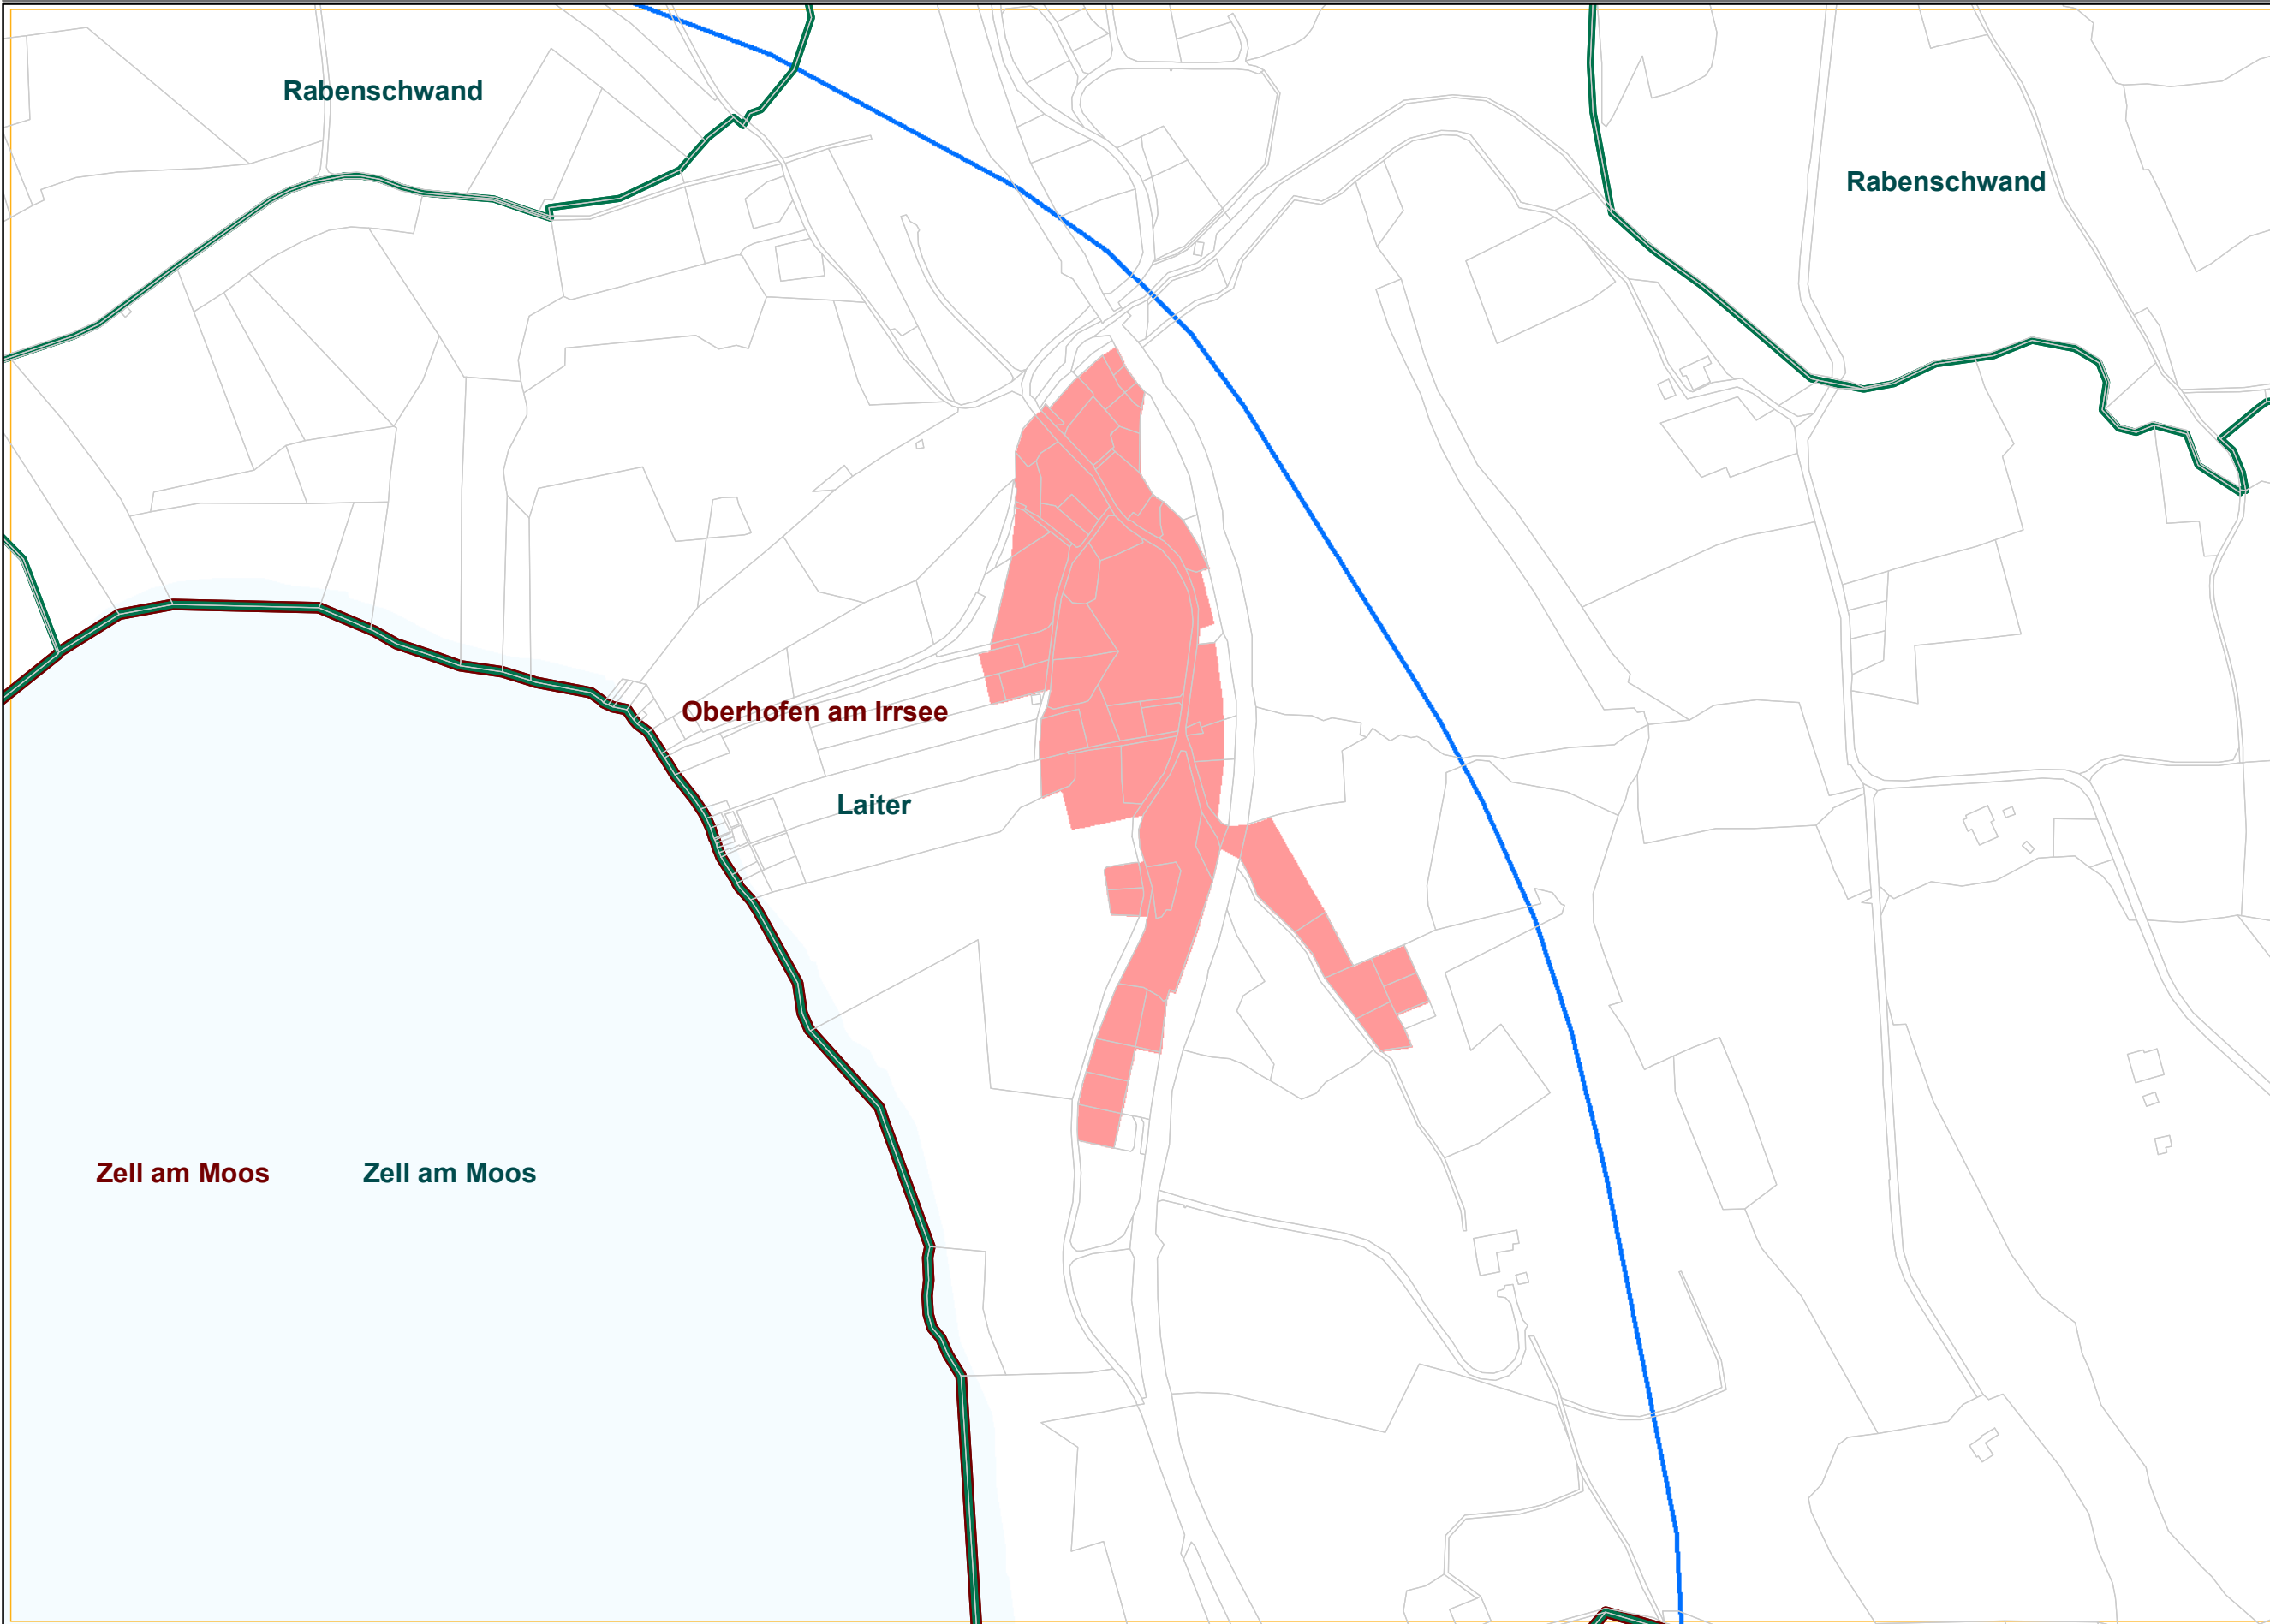 Rabenschwand
Rabenschwand
Oberhofen am Irrsee
Laiter
Zell am Moos
Zell am Moos